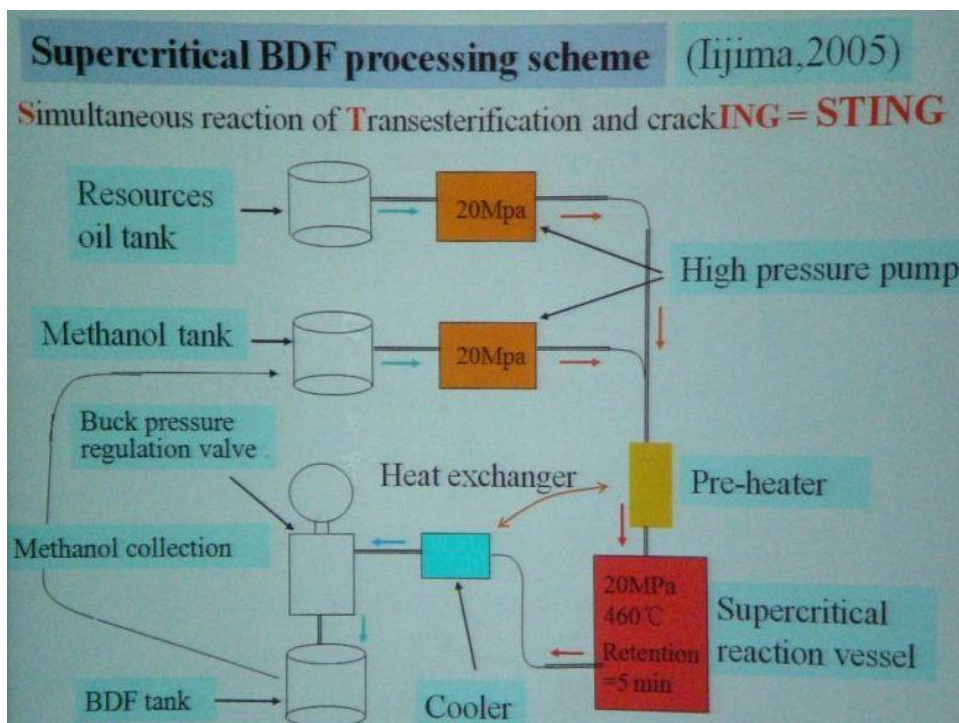 Supercritical BDF processing scheme (Iijima,2005)
Simultaneous reaction of Transesterification and crackING = STING
Resources
oil tank
20Mpa
High pressure pump
Methanol tank
20Mpa
Buck pressure
regulation valve .
Heat exchanger
Pre-heater
Methanol collection
20MPa
460℃
Retention
=5 min
Supercritical
reaction vessel
BDF tank
Cooler